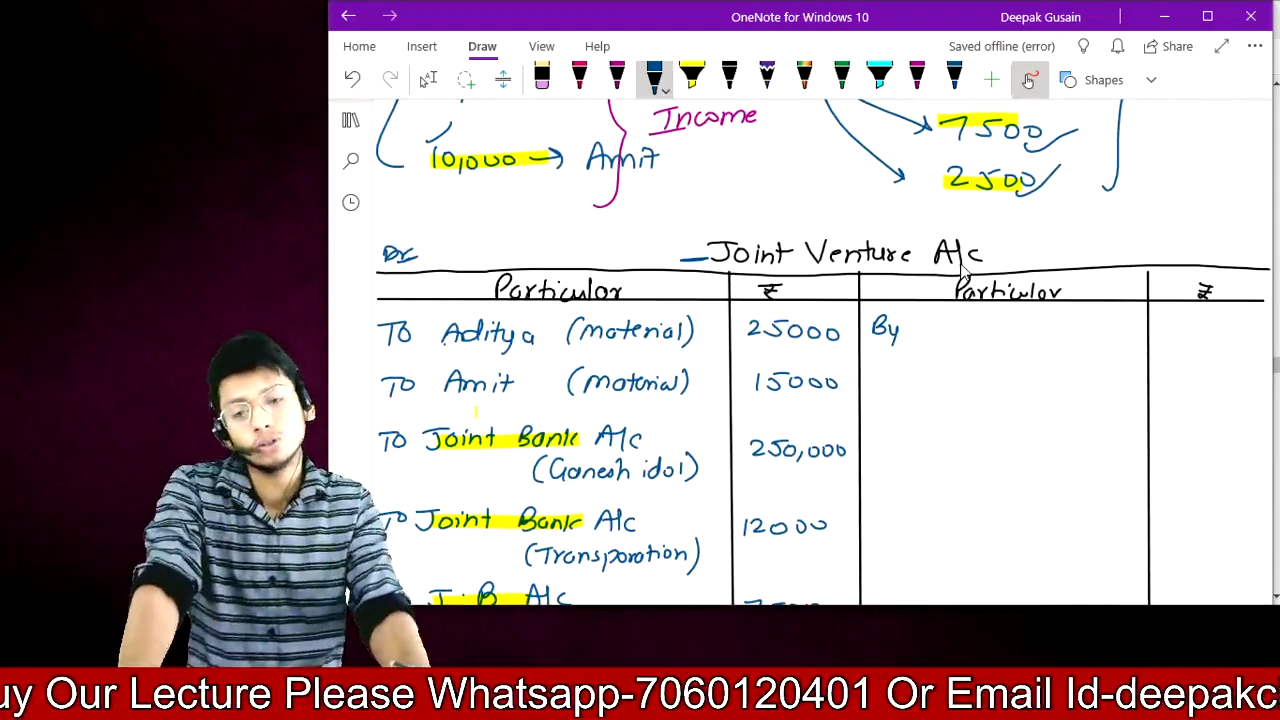 OneNote for Windows 10
Deepak Gusain
Home Insert Draw View Help
Saved offline (error)
Share
Shapes
Income
7500
10,000 → Amit
2500
Dr
Joint Venture A/c
Particular ₹ Particular ₹
To Aditya (material) 25000 By
To Amit (material) 15000
To Joint Bank A/c 250,000
(Ganesh idol)
To Joint Bank A/c 12000
(Transporation)
J.B A/c
uy Our Lecture Please Whatsapp-7060120401 Or Email Id-deepakc